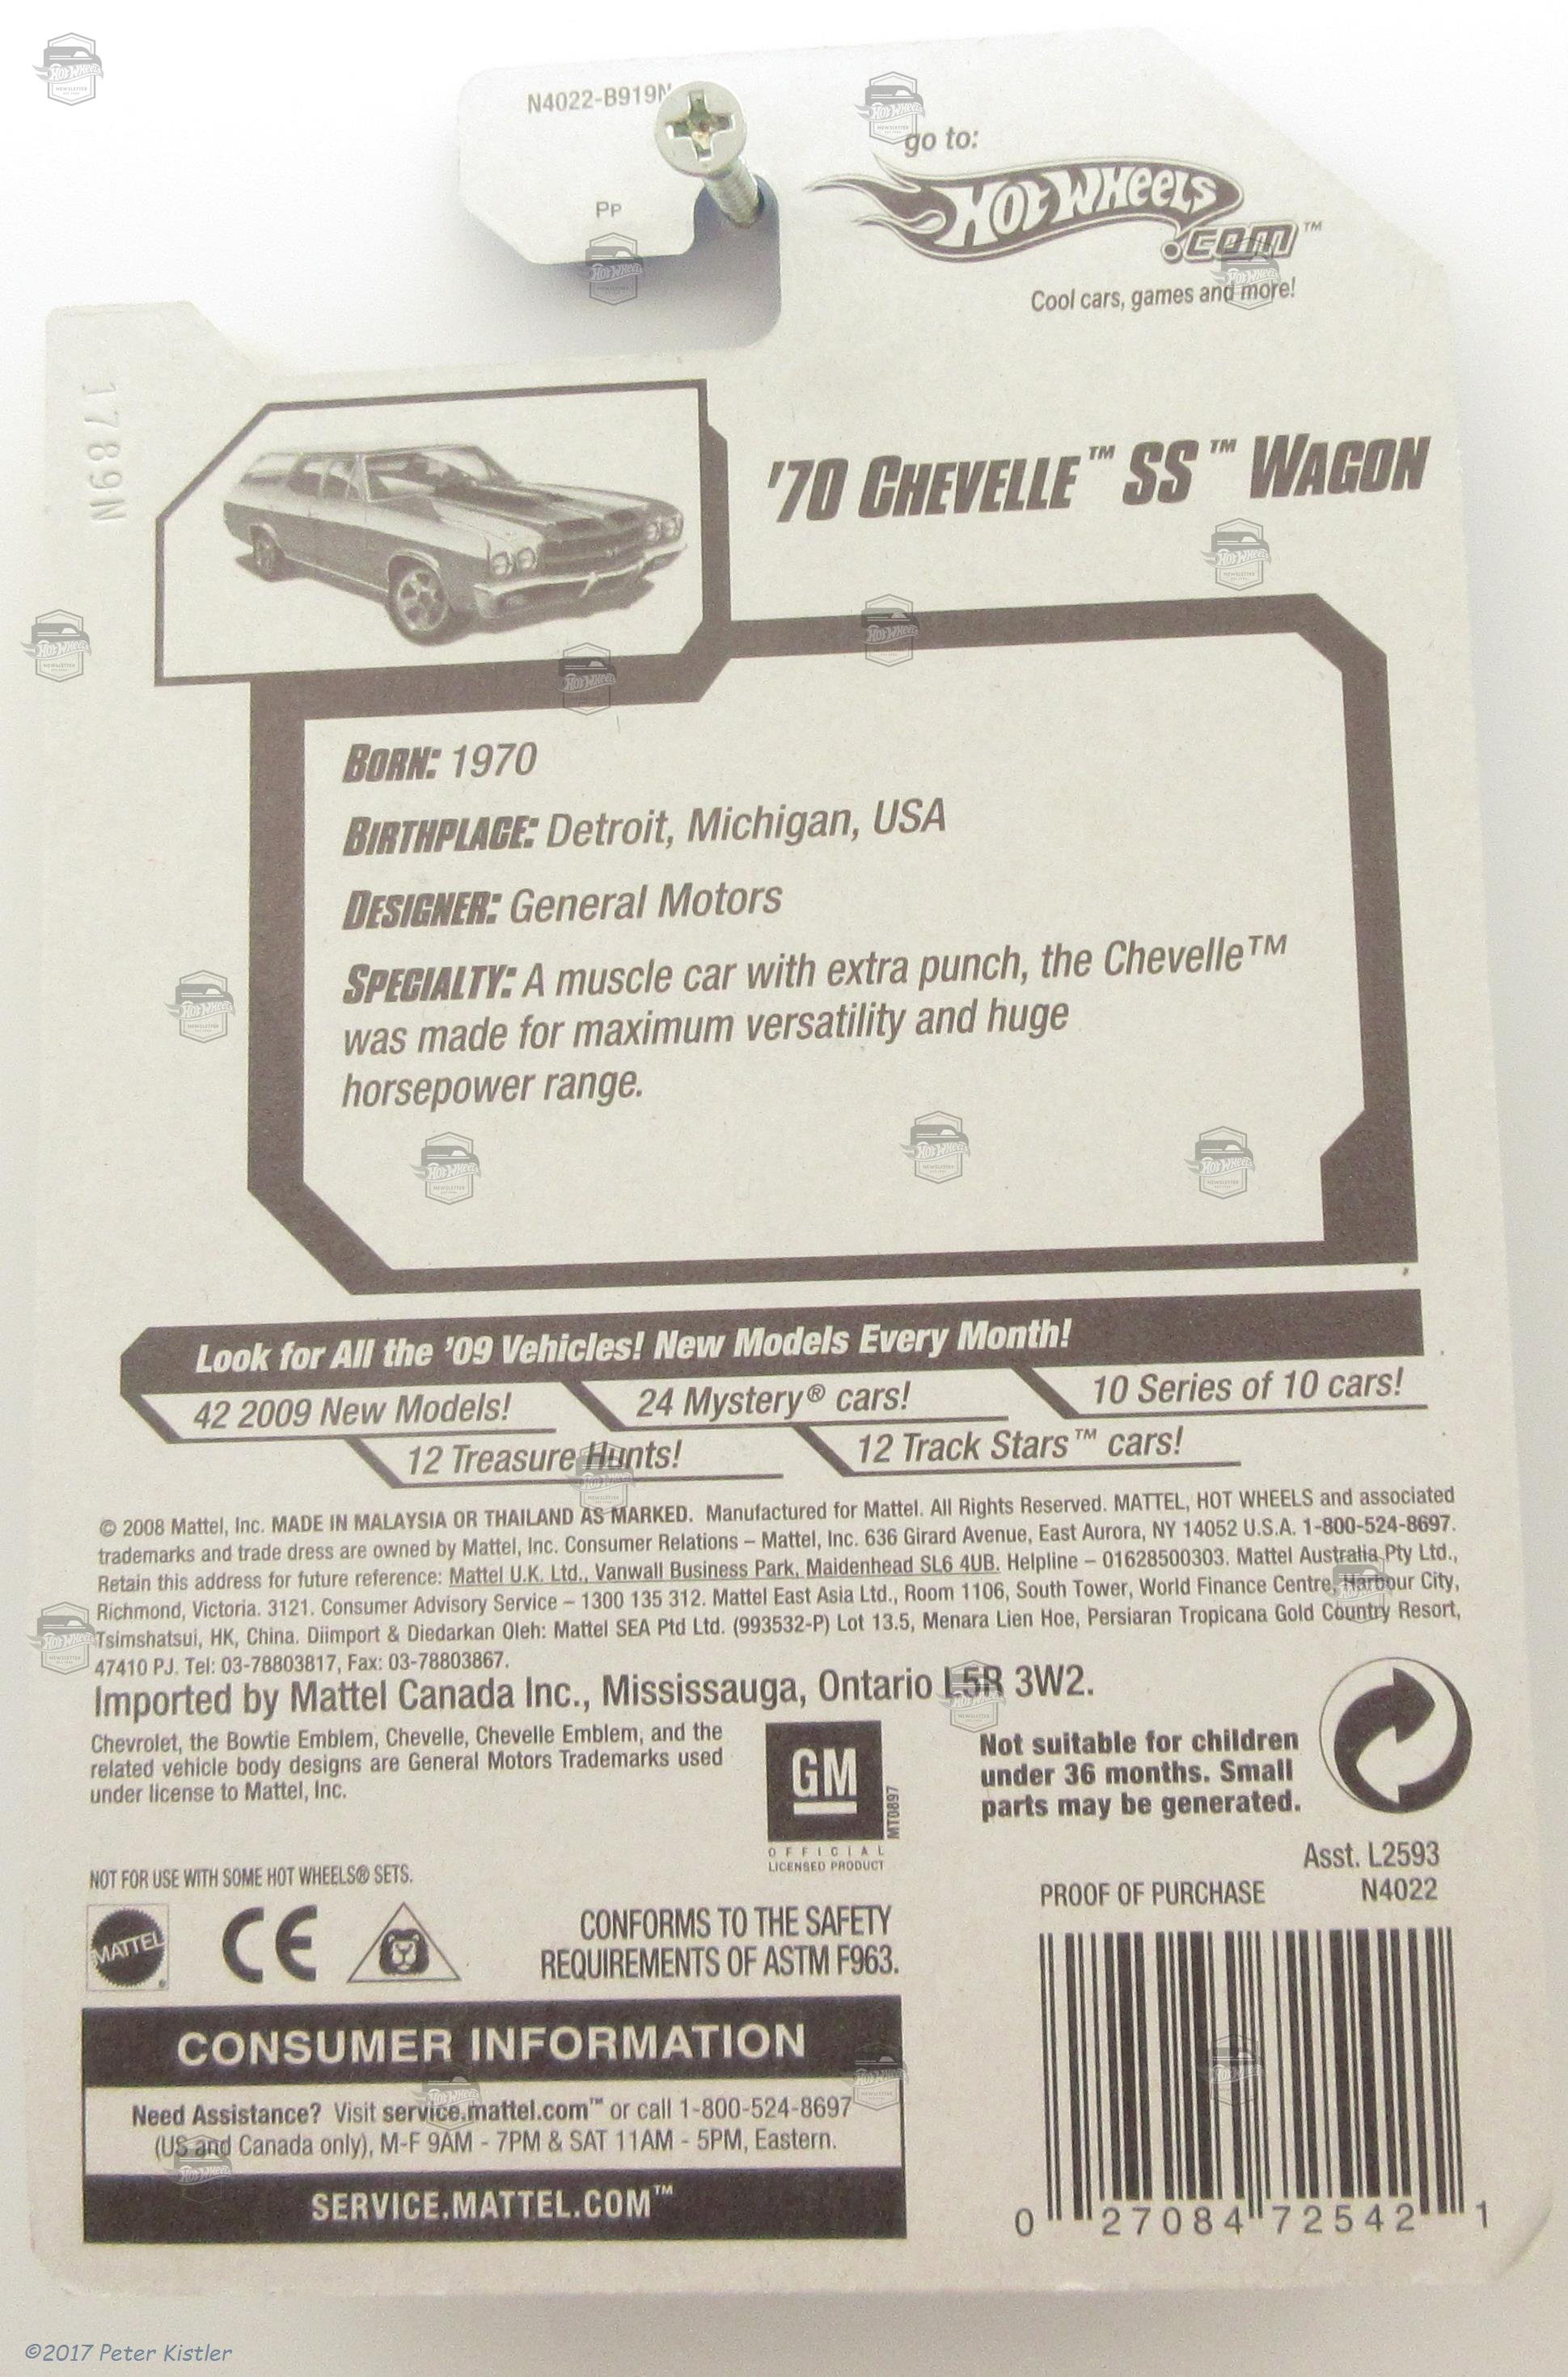 N4022-B919N
PP
go to:
Hot Wheels
.com™
Cool cars, games and more!
1789N
'70 CHEVELLE™ SS™ WAGON
BORN: 1970
BIRTHPLACE: Detroit, Michigan, USA
DESIGNER: General Motors
SPECIALTY: A muscle car with extra punch, the Chevelle™
was made for maximum versatility and huge
horsepower range.
Look for All the '09 Vehicles! New Models Every Month!
42 2009 New Models!
24 Mystery® cars!
10 Series of 10 cars!
12 Treasure Hunts!
12 Track Stars™ cars!
© 2008 Mattel, Inc. MADE IN MALAYSIA OR THAILAND AS MARKED. Manufactured for Mattel. All Rights Reserved. MATTEL, HOT WHEELS and associated
trademarks and trade dress are owned by Mattel, Inc. Consumer Relations – Mattel, Inc. 636 Girard Avenue, East Aurora, NY 14052 U.S.A. 1-800-524-8697.
Retain this address for future reference: Mattel U.K. Ltd., Vanwall Business Park, Maidenhead SL6 4UB. Helpline – 01628500303. Mattel Australia Pty Ltd.,
Richmond, Victoria. 3121. Consumer Advisory Service – 1300 135 312. Mattel East Asia Ltd., Room 1106, South Tower, World Finance Centre, Harbour City,
Tsimshatsui, HK, China. Diimport & Diedarkan Oleh: Mattel SEA Ptd Ltd. (993532-P) Lot 13.5, Menara Lien Hoe, Persiaran Tropicana Gold Country Resort,
47410 PJ. Tel: 03-78803817, Fax: 03-78803867.
Imported by Mattel Canada Inc., Mississauga, Ontario L5R 3W2.
Chevrolet, the Bowtie Emblem, Chevelle, Chevelle Emblem, and the
related vehicle body designs are General Motors Trademarks used
under license to Mattel, Inc.
GM
MT0897
OFFICIAL
LICENSED PRODUCT
Not suitable for children
under 36 months. Small
parts may be generated.
NOT FOR USE WITH SOME HOT WHEELS® SETS.
MATTEL
CE
CONFORMS TO THE SAFETY
REQUIREMENTS OF ASTM F963.
Asst. L2593
PROOF OF PURCHASE N4022
CONSUMER INFORMATION
Need Assistance? Visit service.mattel.com™ or call 1-800-524-8697
(US and Canada only), M-F 9AM - 7PM & SAT 11AM - 5PM, Eastern.
SERVICE.MATTEL.COM™
0 27084 72542 1
©2017 Peter Kistler